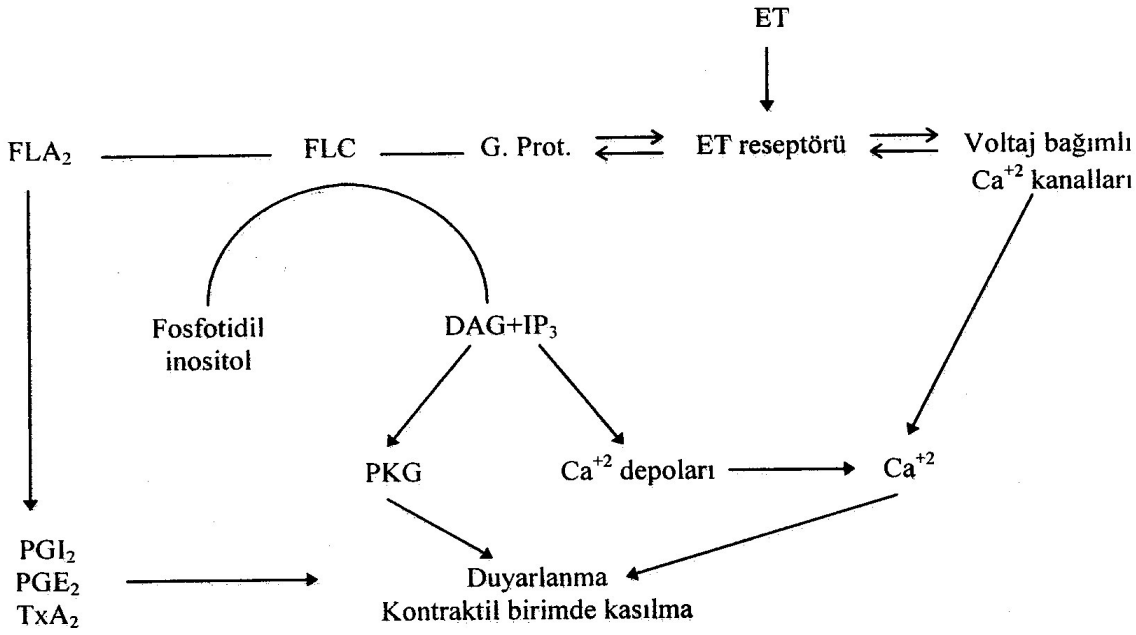 ET
FLA₂ FLC G. Prot. ET reseptörü Voltaj bağımlı
Ca⁺² kanalları
Fosfotidil
inositol
DAG+IP₃
PKG Ca⁺² depoları Ca⁺²
PGI₂
PGE₂
TxA₂
Duyarlanma
Kontraktil birimde kasılma